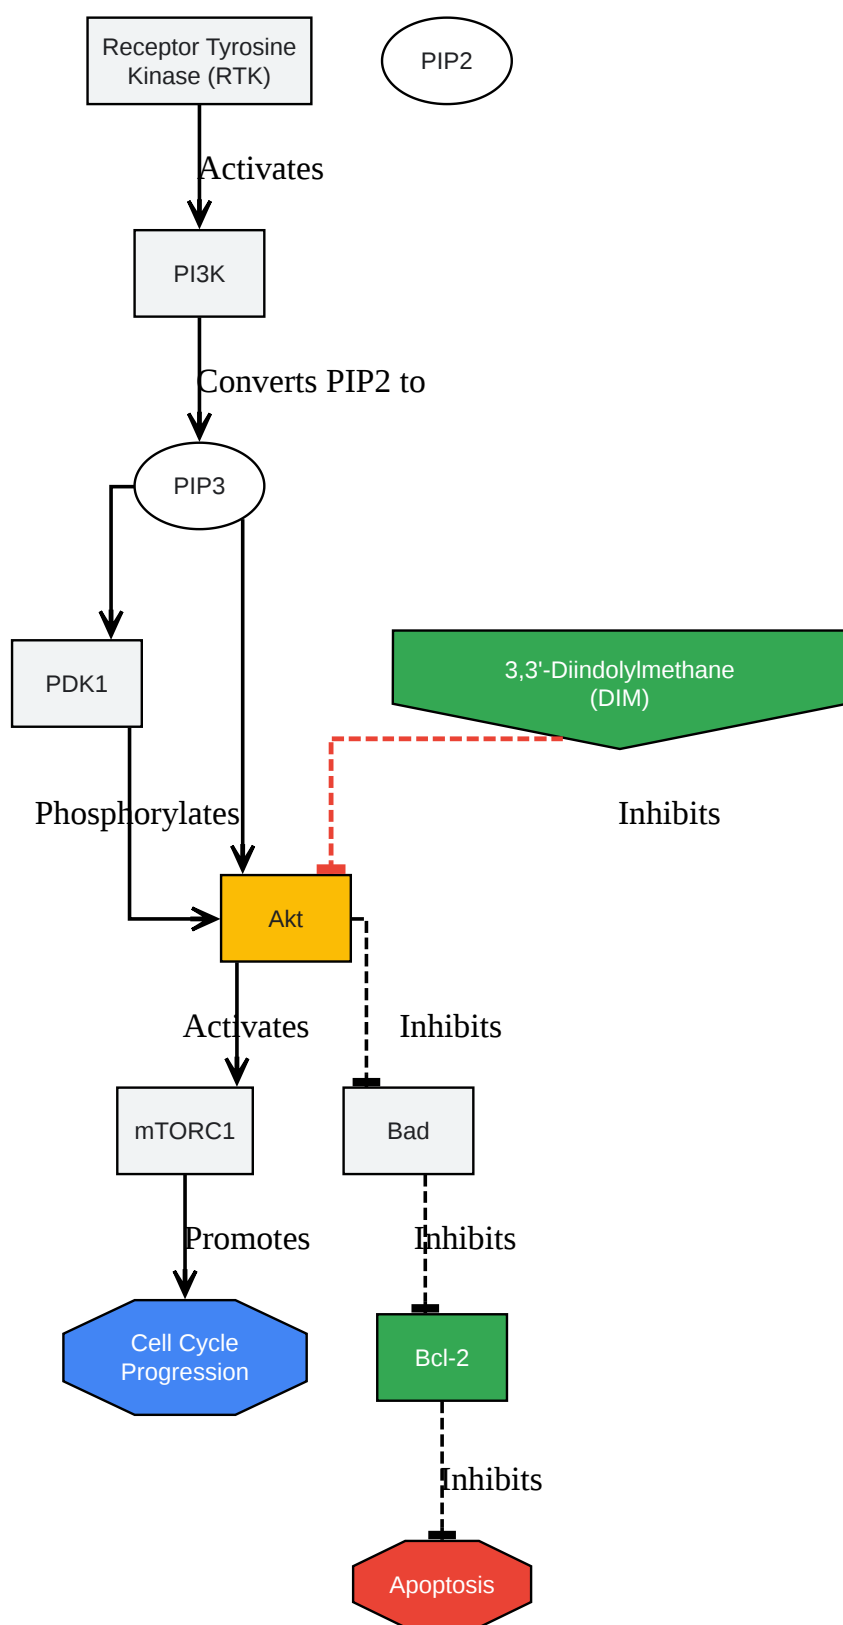 Receptor Tyrosine
Kinase (RTK)
PIP2
Activates
PI3K
Converts PIP2 to
PIP3
PDK1
3,3'-Diindolylmethane
(DIM)
Phosphorylates
Inhibits
Akt
Activates
Inhibits
mTORC1
Bad
Promotes
Inhibits
Cell Cycle
Progression
Bcl-2
Inhibits
Apoptosis